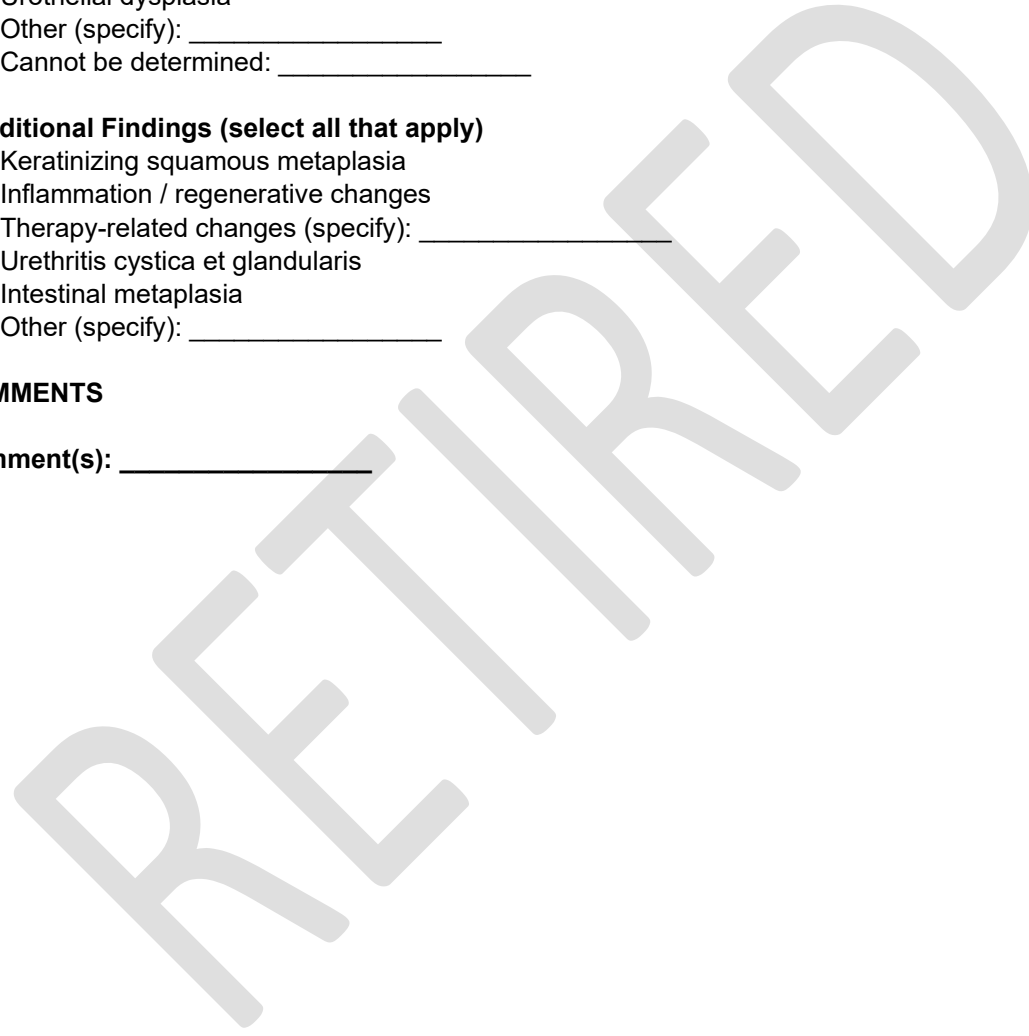 Urothelial dysplasia
Other (specify): _________________
Cannot be determined: _________________
ditional Findings (select all that apply)
Keratinizing squamous metaplasia
Inflammation / regenerative changes
Therapy-related changes (specify): _________________
Urethritis cystica et glandularis
Intestinal metaplasia
Other (specify): _________________
MMENTS
nment(s): _________________
RETIRED